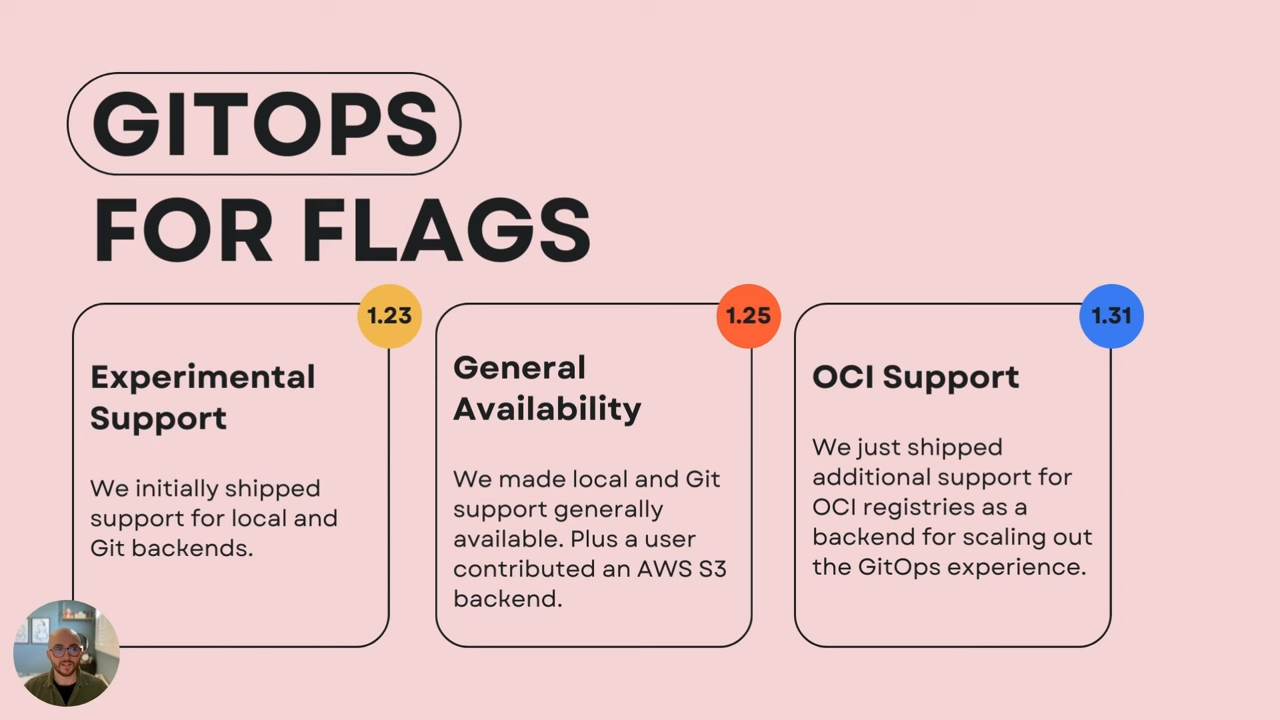 GITOPS
FOR FLAGS
1.23
Experimental
Support
We initially shipped
support for local and
Git backends.
1.25
General
Availability
We made local and Git
support generally
available. Plus a user
contributed an AWS S3
backend.
1.31
OCI Support
We just shipped
additional support for
OCI registries as a
backend for scaling out
the GitOps experience.